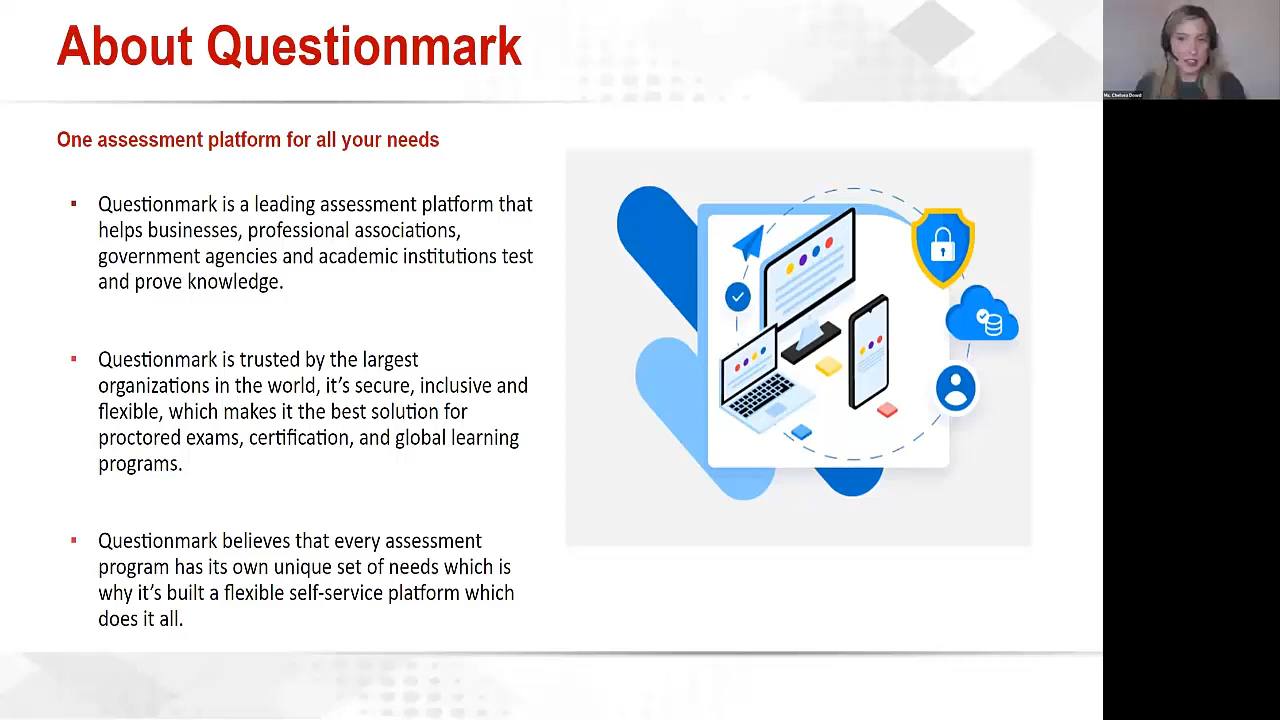 About Questionmark
Ms. Chelsea Dowd
One assessment platform for all your needs
▪ Questionmark is a leading assessment platform that
helps businesses, professional associations,
government agencies and academic institutions test
and prove knowledge.
▪ Questionmark is trusted by the largest
organizations in the world, it’s secure, inclusive and
flexible, which makes it the best solution for
proctored exams, certification, and global learning
programs.
▪ Questionmark believes that every assessment
program has its own unique set of needs which is
why it’s built a flexible self-service platform which
does it all.